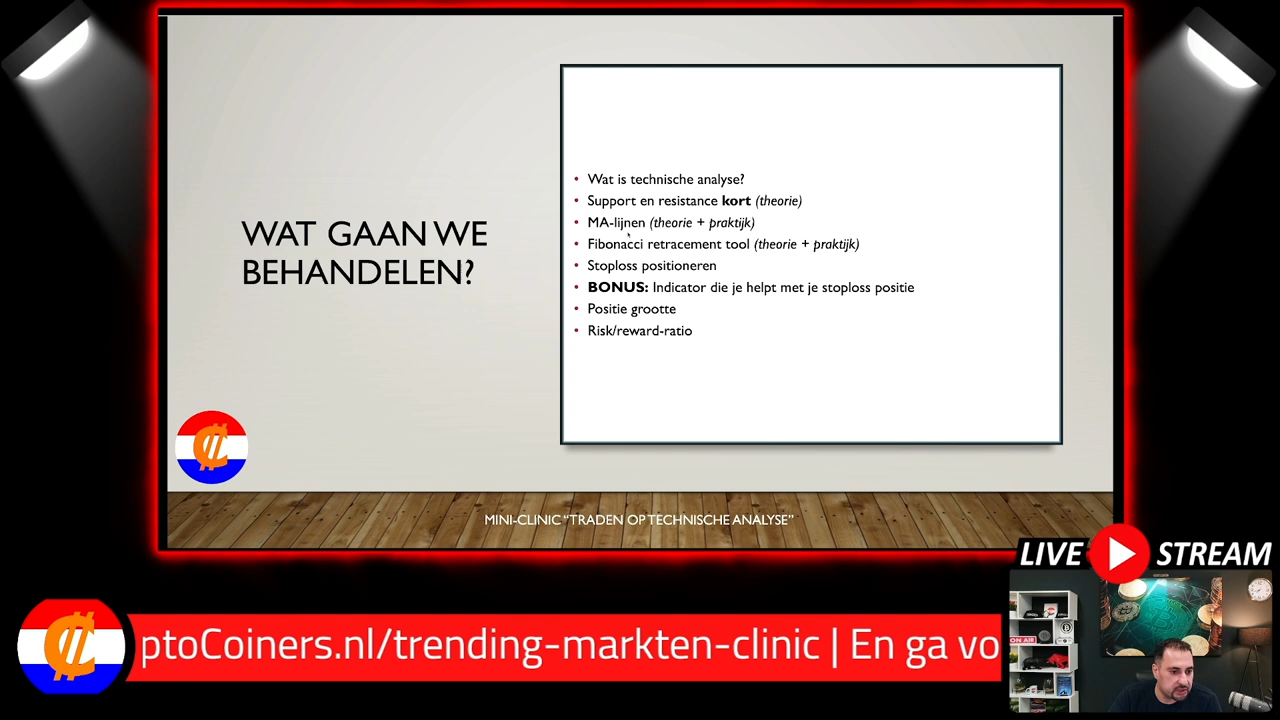 WAT GAAN WE
BEHANDELEN?
• Wat is technische analyse?
• Support en resistance kort (theorie)
• MA-lijnen (theorie + praktijk)
• Fibonacci retracement tool (theorie + praktijk)
• Stoploss positioneren
• BONUS: Indicator die je helpt met je stoploss positie
• Positie grootte
• Risk/reward-ratio
MINI-CLINIC “TRADEN OP TECHNISCHE ANALYSE”
LIVE STREAM
ptoCoiners.nl/trending-markten-clinic | En ga vo
ON AIR